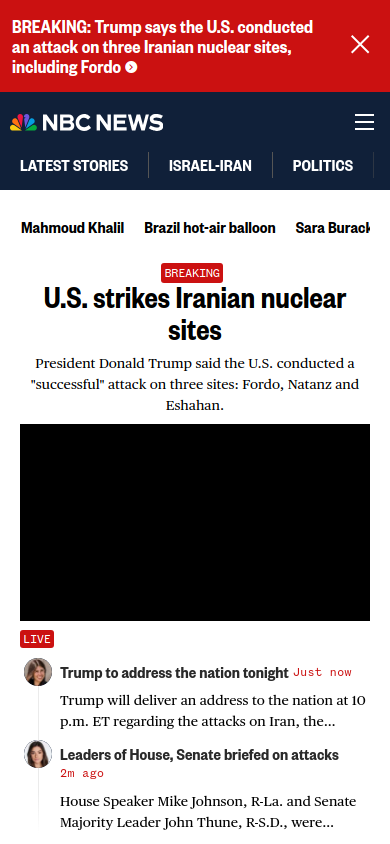 BREAKING: Trump says the U.S. conducted
an attack on three Iranian nuclear sites,
including Fordo
NBC NEWS
LATEST STORIES ISRAEL-IRAN POLITICS
Mahmoud Khalil Brazil hot-air balloon Sara Burack
BREAKING
U.S. strikes Iranian nuclear
sites
President Donald Trump said the U.S. conducted a
"successful" attack on three sites: Fordo, Natanz and
Eshahan.
LIVE
Trump to address the nation tonight Just now
Trump will deliver an address to the nation at 10
p.m. ET regarding the attacks on Iran, the...
Leaders of House, Senate briefed on attacks
2m ago
House Speaker Mike Johnson, R-La. and Senate
Majority Leader John Thune, R-S.D., were...